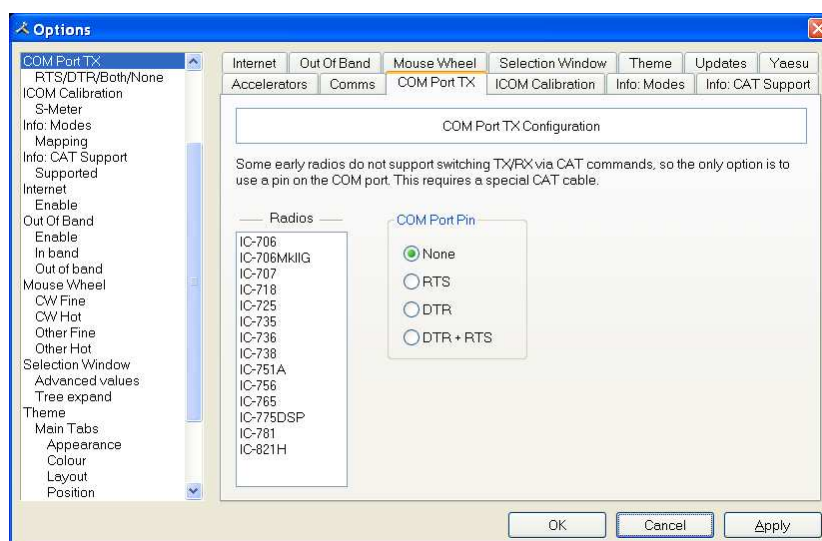 Options
COM Port TX
RTS/DTR/Both/None
ICOM Calibration
S-Meter
Info: Modes
Mapping
Info: CAT Support
Supported
Internet
Enable
Out Of Band
Enable
In band
Out of band
Mouse Wheel
CW Fine
CW Hot
Other Fine
Other Hot
Selection Window
Advanced values
Tree expand
Theme
Main Tabs
Appearance
Colour
Layout
Position
Internet Out Of Band Mouse Wheel Selection Window Theme Updates Yaesu
Accelerators Comms COM Port TX ICOM Calibration Info: Modes Info: CAT Support
COM Port TX Configuration
Some early radios do not support switching TX/RX via CAT commands, so the only option is to
use a pin on the COM port. This requires a special CAT cable.
Radios
IC-706
IC-706MkIIG
IC-707
IC-718
IC-725
IC-735
IC-736
IC-738
IC-751A
IC-756
IC-765
IC-775DSP
IC-781
IC-821H
COM Port Pin
None
RTS
DTR
DTR + RTS
OK Cancel Apply